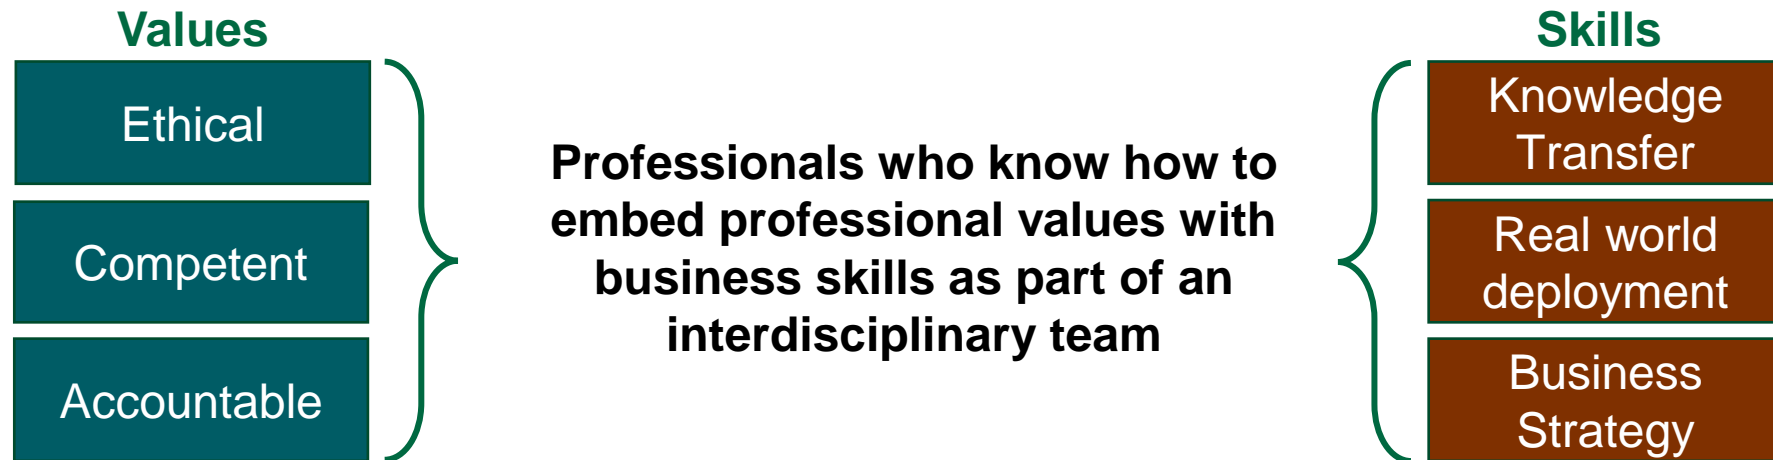 Values
Ethical
Competent
Accountable
Professionals who know how to
embed professional values with
business skills as part of an
interdisciplinary team
Skills
Knowledge
Transfer
Real world
deployment
Business
Strategy